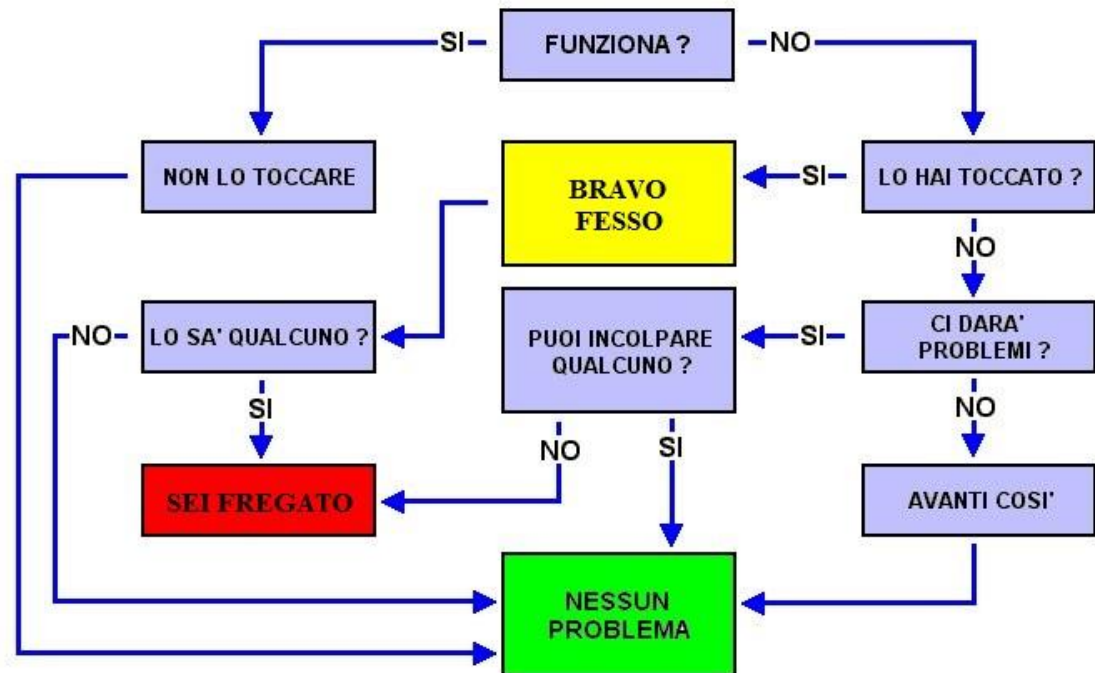 SI
FUNZIONA ?
NO
NON LO TOCCARE
BRAVO
FESSO
SI
LO HAI TOCCATO ?
NO
NO
LO SA' QUALCUNO ?
PUOI INCOLPARE
QUALCUNO ?
SI
CI DARA'
PROBLEMI ?
SI
NO
SI
NO
SEI FREGATO
AVANTI COSI'
NESSUN
PROBLEMA